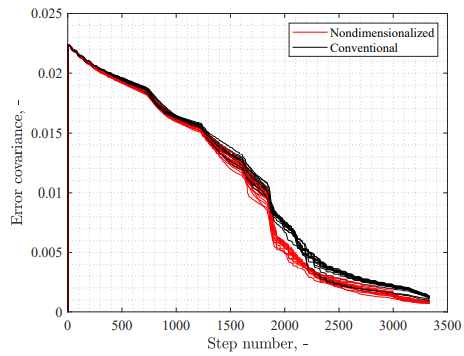 0.025
Nondimensionalized
Conventional
0.02
0.015
0.01
0.005
0
Error covariance, -
0 500 1000 1500 2000 2500 3000 3500
Step number, -